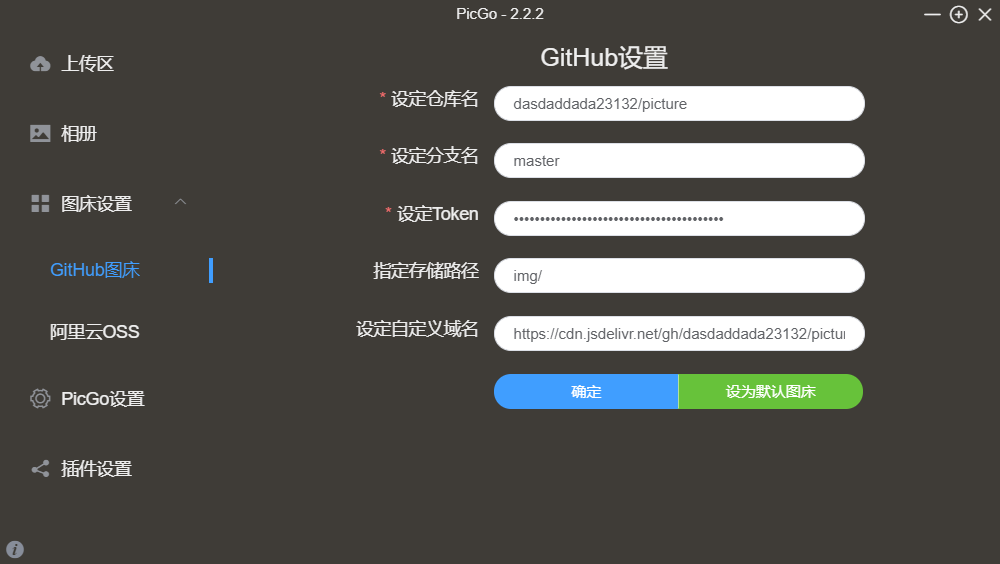 PicGo - 2.2.2
上传区
相册
图床设置
GitHub图床
阿里云OSS
PicGo设置
插件设置
GitHub设置
* 设定仓库名 dasdaddada23132/picture
* 设定分支名 master
* 设定Token ••••••••••••••••••••••••••••••••••••••••
指定存储路径 img/
设定自定义域名 https://cdn.jsdelivr.net/gh/dasdaddada23132/pictur
确定 设为默认图床